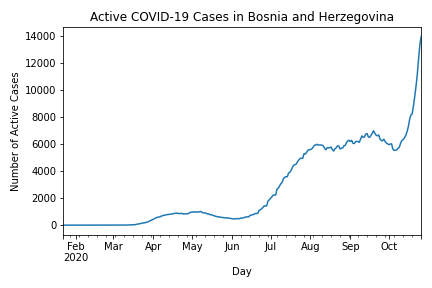 Active COVID-19 Cases in Bosnia and Herzegovina
14000
12000
10000
8000
6000
4000
2000
0
Number of Active Cases
Feb Mar Apr May Jun Jul Aug Sep Oct
2020
Day